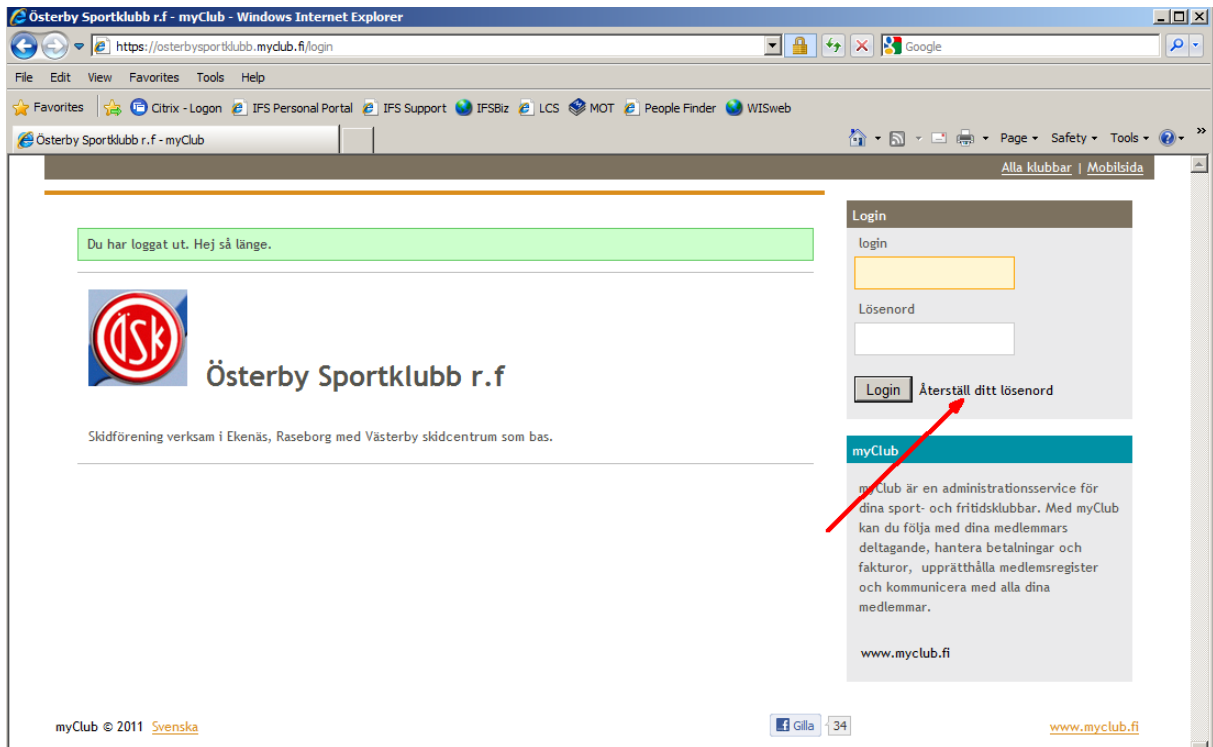 Österby Sportklubb r.f - myClub - Windows Internet Explorer
https://osterbysportklubb.myclub.fi/login
Google
File Edit View Favorites Tools Help
Favorites Citrix - Logon IFS Personal Portal IFS Support IFSBiz LCS MOT People Finder WISweb
Österby Sportklubb r.f - myClub
Page Safety Tools »
Alla klubbar | Mobilsida
Du har loggat ut. Hej så länge.
ÖSK
Österby Sportklubb r.f
Skidförening verksam i Ekenäs, Raseborg med Västerby skidcentrum som bas.
Login
login
Lösenord
Login Återställ ditt lösenord
myClub
myClub är en administrationsservice för
dina sport- och fritidsklubbar. Med myClub
kan du följa med dina medlemmars
deltagande, hantera betalningar och
fakturor, upprätthålla medlemsregister
och kommunicera med alla dina
medlemmar.
www.myclub.fi
myClub © 2011 Svenska
Gilla 34
www.myclub.fi